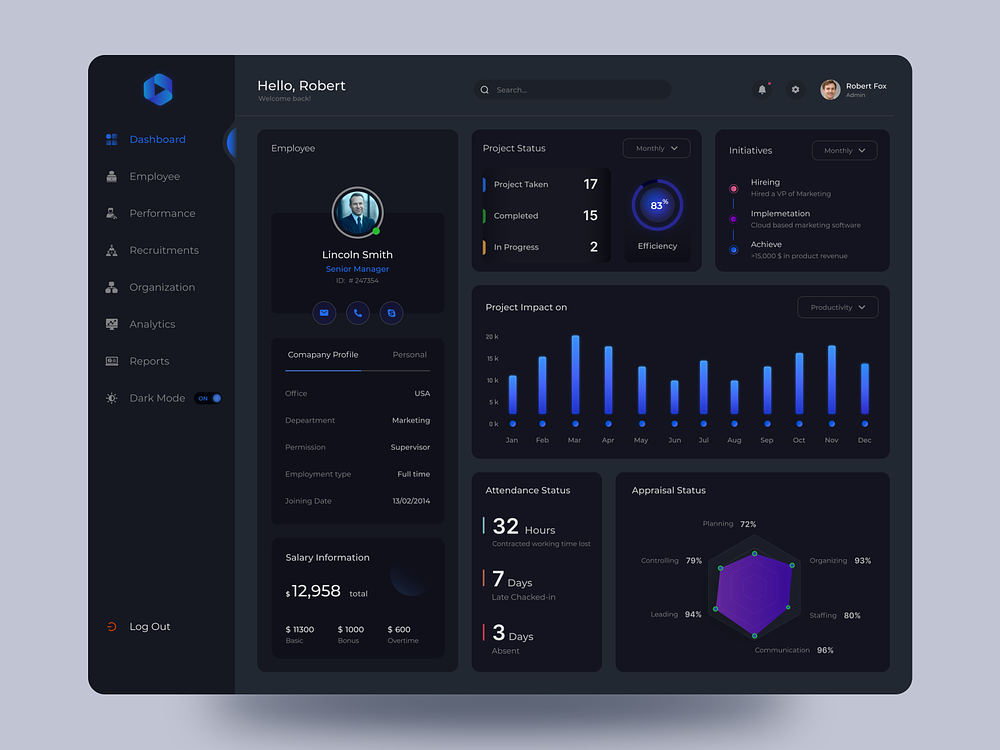 Hello, Robert
Welcome back!
Search...
Robert Fox
Admin
Dashboard
Employee
Performance
Recruitments
Organization
Analytics
Reports
Dark Mode
ON
Log Out
Employee
Lincoln Smith
Senior Manager
ID: # 247354
Comapany Profile
Personal
Office USA
Depeartment Marketing
Permission Supervisor
Employment type Full time
Joining Date 13/02/2014
Salary Information
$ 12,958 total
$ 11300 $ 1000 $ 600
Basic Bonus Overtime
Project Status
Monthly
Project Taken 17
Completed 15
In Progress 2
83%
Efficiency
Initiatives
Monthly
Hireing
Hired a VP of Marketing
Implemetation
Cloud based marketing software
Achieve
>15,000 $ in product revenue
Project Impact on
Productivity
20 k
15 k
10 k
5 k
0 k
Jan Feb Mar Apr May Jun Jul Aug Sep Oct Nov Dec
Attendance Status
32 Hours
Contracted working time lost
7 Days
Late Chacked-in
3 Days
Absent
Appraisal Status
Planning 72%
Controlling 79%
Organizing 93%
Leading 94%
Staffing 80%
Communication 96%